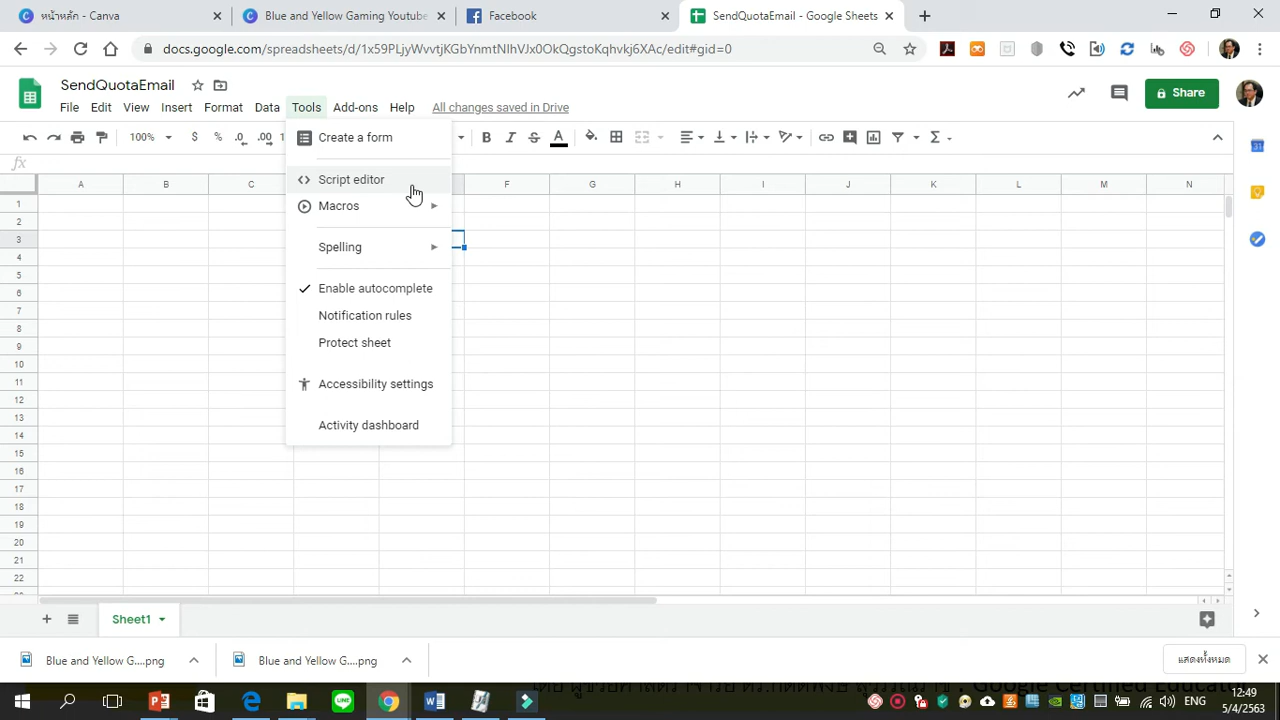 หน้าหลัก - Canva
Blue and Yellow Gaming Youtube
Facebook
SendQuotaEmail - Google Sheets
docs.google.com/spreadsheets/d/1x59PLjyWvvtjKGbYnmtNIhVJx0OkQgstoKqhvkj6XAc/edit#gid=0
SendQuotaEmail
File Edit View Insert Format Data Tools Add-ons Help All changes saved in Drive
Share
100% $ % .0 .00 B I S A
fx
Create a form
Script editor
Macros
Spelling
Enable autocomplete
Notification rules
Protect sheet
Accessibility settings
Activity dashboard
A B C F G H I J K L M N
1
2
3
4
5
6
7
8
9
10
11
12
13
14
15
16
17
18
19
20
21
22
Sheet1
Blue and Yellow G....png
Blue and Yellow G....png
แสดงทั้งหมด
Google Certified Educator
ENG
12:49
5/4/2563